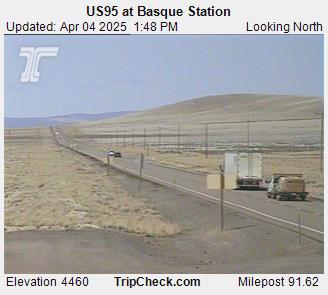 US95 at Basque Station
Updated: Apr 04 2025 1:48 PM Looking North
Elevation 4460 TripCheck.com Milepost 91.62